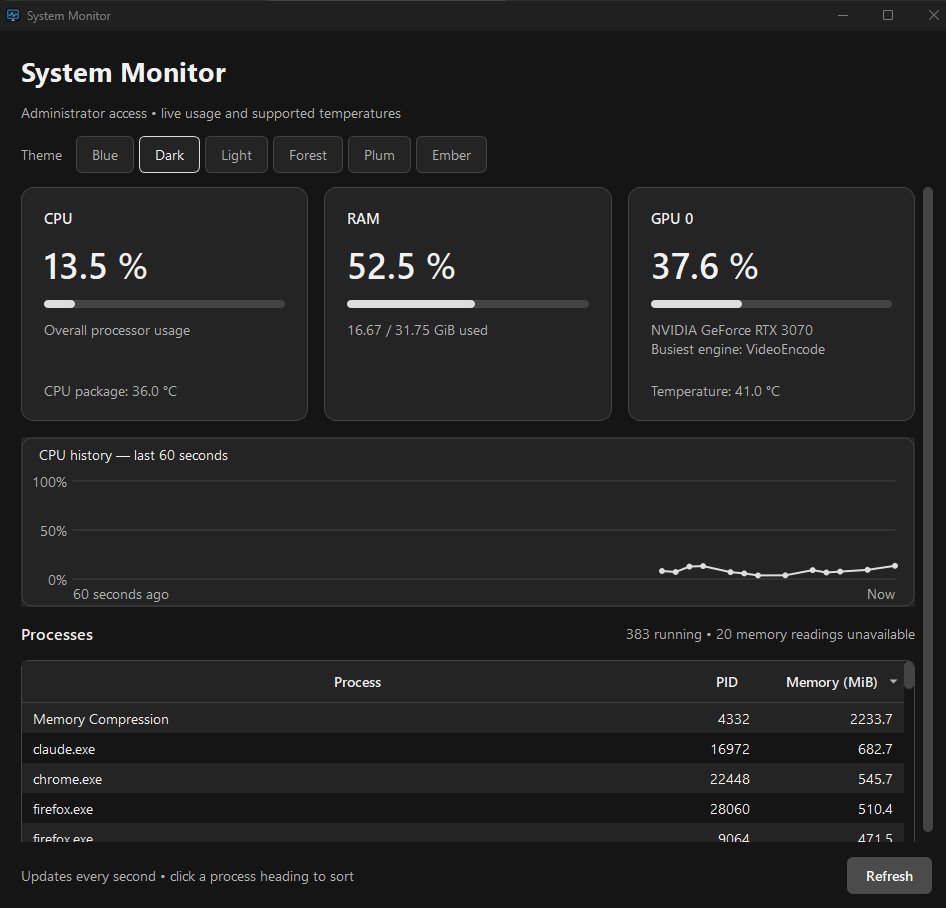 System Monitor
System Monitor
Administrator access • live usage and supported temperatures
Theme Blue Dark Light Forest Plum Ember
CPU
13.5 %
Overall processor usage
CPU package: 36.0 °C
RAM
52.5 %
16.67 / 31.75 GiB used
GPU 0
37.6 %
NVIDIA GeForce RTX 3070
Busiest engine: VideoEncode
Temperature: 41.0 °C
CPU history — last 60 seconds
100%
50%
0%
60 seconds ago Now
Processes 383 running • 20 memory readings unavailable
Process PID Memory (MiB)
Memory Compression 4332 2233.7
claude.exe 16972 682.7
chrome.exe 22448 545.7
firefox.exe 28060 510.4
firefox.exe 9064 471.5
Updates every second • click a process heading to sort Refresh